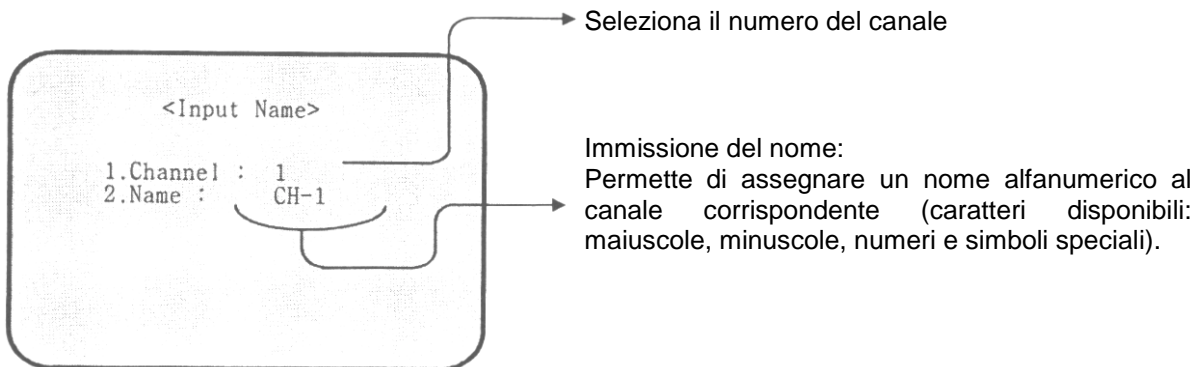 Seleziona il numero del canale
<Input Name>
1.Channel : 1
2.Name : CH-1
Immissione del nome:
Permette di assegnare un nome alfanumerico al
canale corrispondente (caratteri disponibili:
maiuscole, minuscole, numeri e simboli speciali).